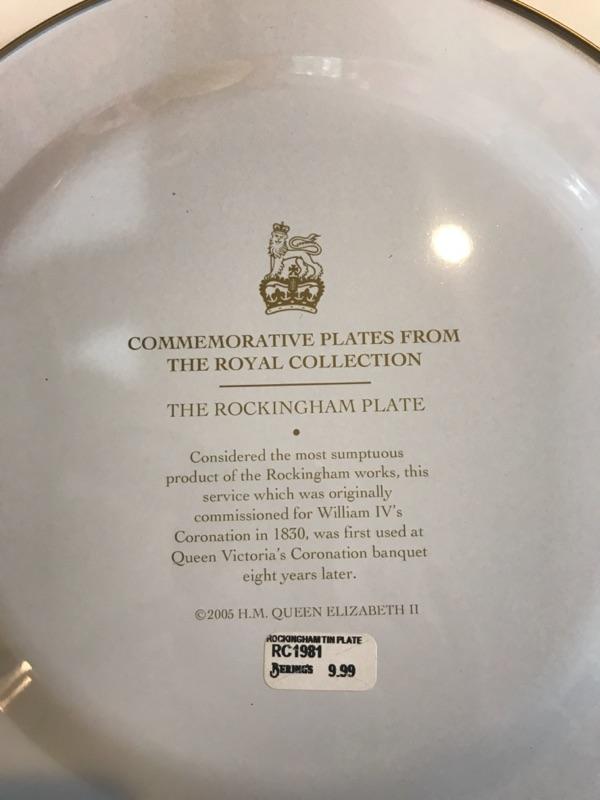 COMMEMORATIVE PLATES FROM
THE ROYAL COLLECTION
THE ROCKINGHAM PLATE
•
Considered the most sumptuous
product of the Rockingham works, this
service which was originally
commissioned for William IV's
Coronation in 1830, was first used at
Queen Victoria's Coronation banquet
eight years later.
©2005 H.M. QUEEN ELIZABETH II
ROCKINGHAM TIN PLATE
RC1981
BERING'S 9.99